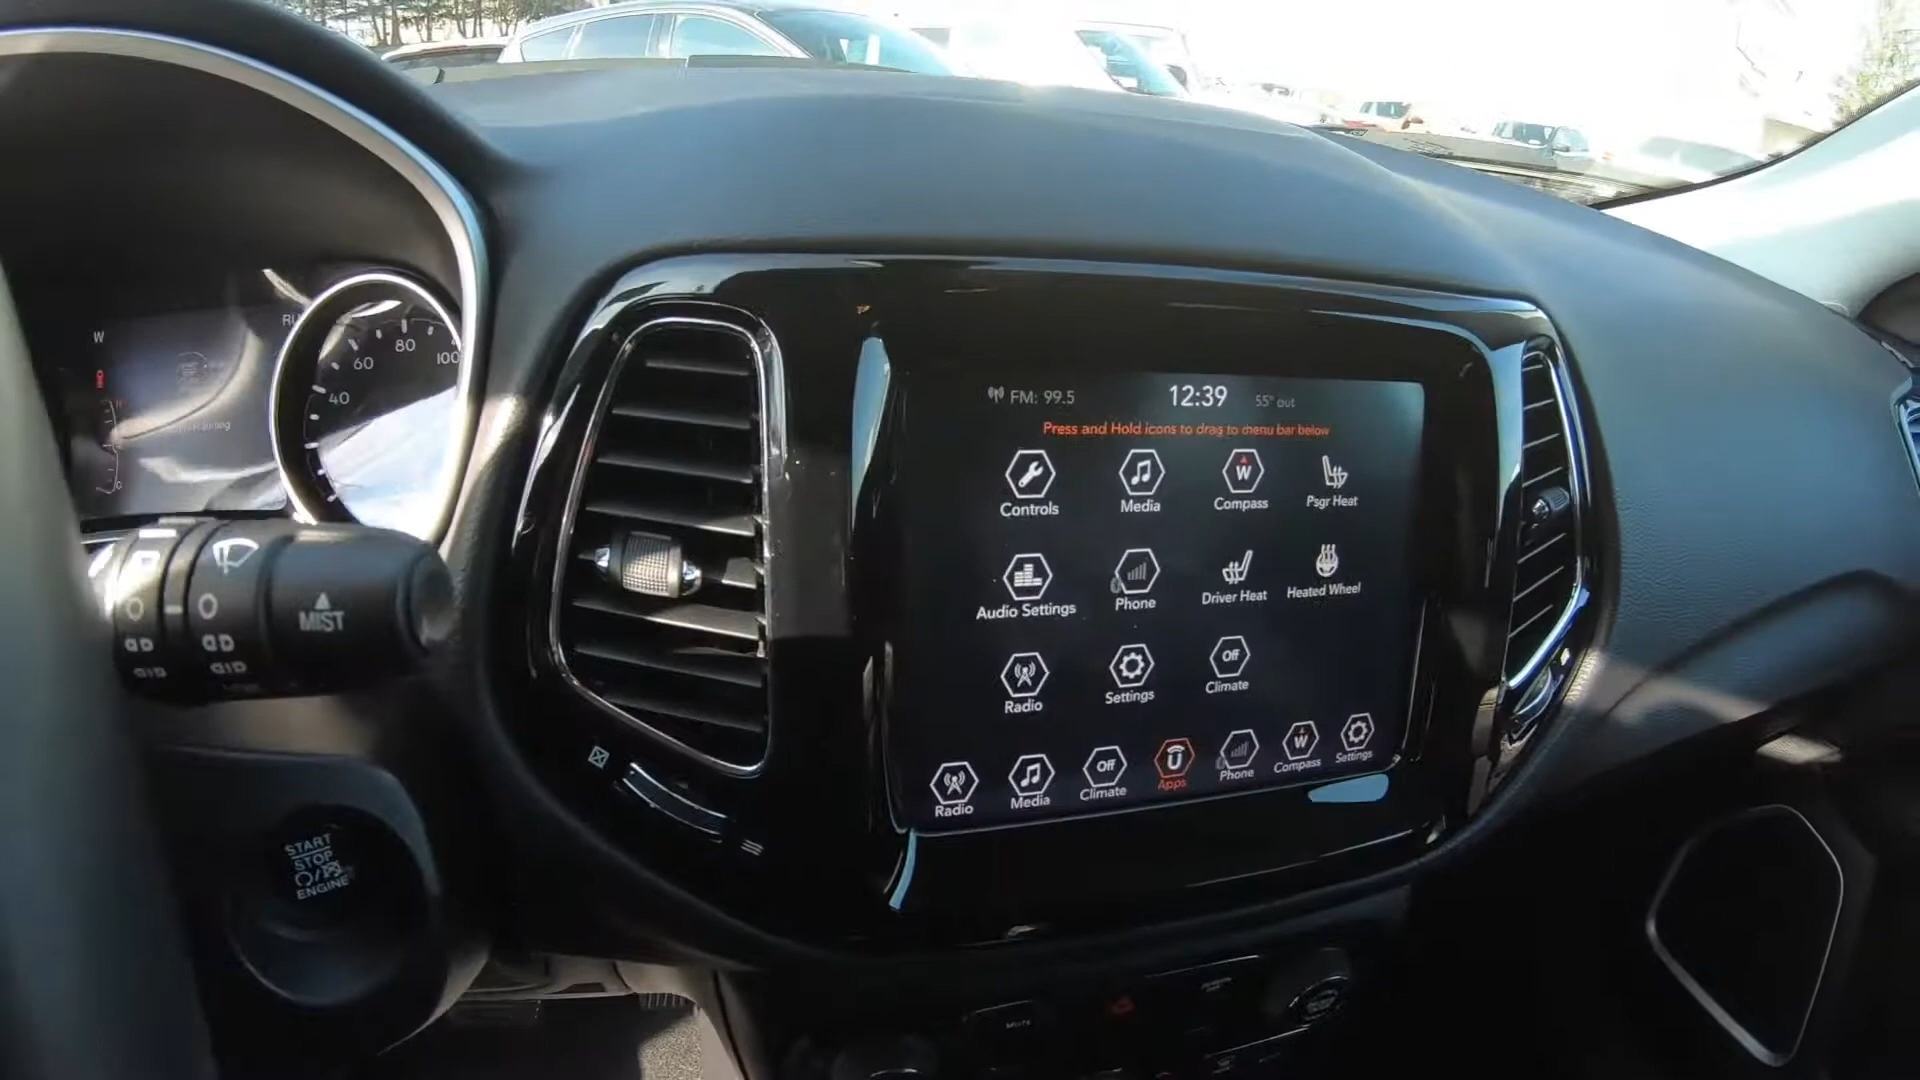 W
RU
40
60
80
100
H
C
MIST
START
STOP
ENGINE
FM: 99.5
12:39
55° out
Press and Hold icons to drag to menu bar below
Controls
Media
W
Compass
Psgr Heat
Audio Settings
Phone
Driver Heat
Heated Wheel
Radio
Settings
Off
Climate
Radio
Media
Off
Climate
U
Apps
Phone
W
Compass
Settings
MUTE